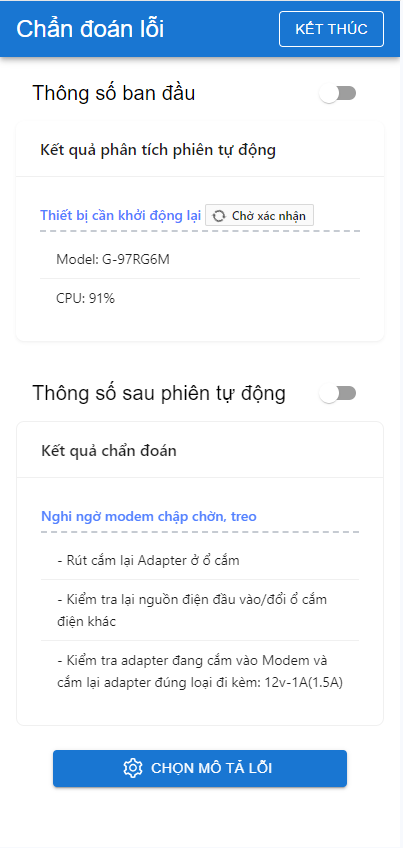 Chẩn đoán lỗi
KẾT THÚC
Thông số ban đầu
Kết quả phân tích phiên tự động
Thiết bị cần khởi động lại
Chờ xác nhận
Model: G-97RG6M
CPU: 91%
Thông số sau phiên tự động
Kết quả chẩn đoán
Nghi ngờ modem chập chờn, treo
- Rút cắm lại Adapter ở ổ cắm
- Kiểm tra lại nguồn điện đầu vào/đổi ổ cắm
điện khác
- Kiểm tra adapter đang cắm vào Modem và
cắm lại adapter đúng loại đi kèm: 12v-1A(1.5A)
CHỌN MÔ TẢ LỖI